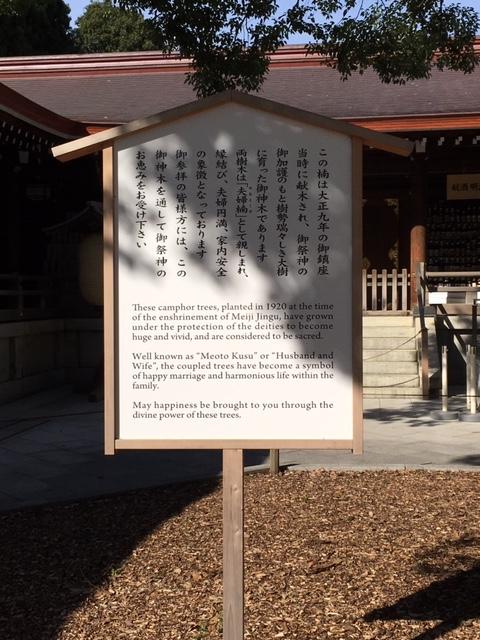 この楠は大正九年の御鎮座
当時に献木され、御祭神の
御加護のもと樹勢瑞々しき大樹
に育った御神木であります
両樹木は「夫婦楠」として親しまれ、
縁結び、夫婦円満、家内安全
の象徴となっております
御参拝の皆様方には、この
御神木を通して御祭神の
お恵みをお受け下さい
These camphor trees, planted in 1920 at the time
of the enshrinement of Meiji Jingu, have grown
under the protection of the deities to become
huge and vivid, and are considered to be sacred.
Well known as “Meoto Kusu” or “Husband and
Wife”, the coupled trees have become a symbol
of happy marriage and harmonious life within the
family.
May happiness be brought to you through the
divine power of these trees.